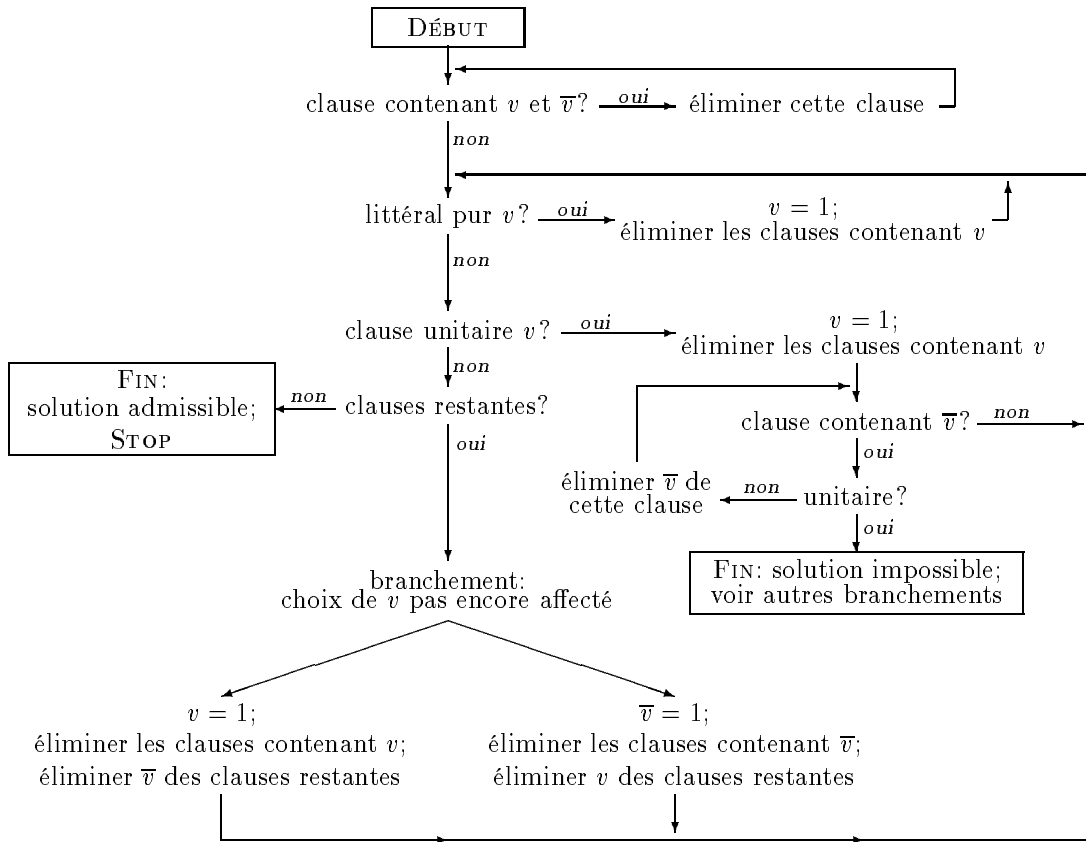 DÉBUT
clause contenant v et v̅? oui éliminer cette clause
non
littéral pur v? oui v = 1;
éliminer les clauses contenant v
non
clause unitaire v? oui v = 1;
éliminer les clauses contenant v
non
FIN:
solution admissible;
STOP
non clauses restantes?
oui
clause contenant v̅? non
oui
éliminer v̅ de
cette clause
non unitaire?
oui
FIN: solution impossible;
voir autres branchements
branchement:
choix de v pas encore affecté
v = 1;
éliminer les clauses contenant v;
éliminer v̅ des clauses restantes
v̅ = 1;
éliminer les clauses contenant v̅;
éliminer v des clauses restantes